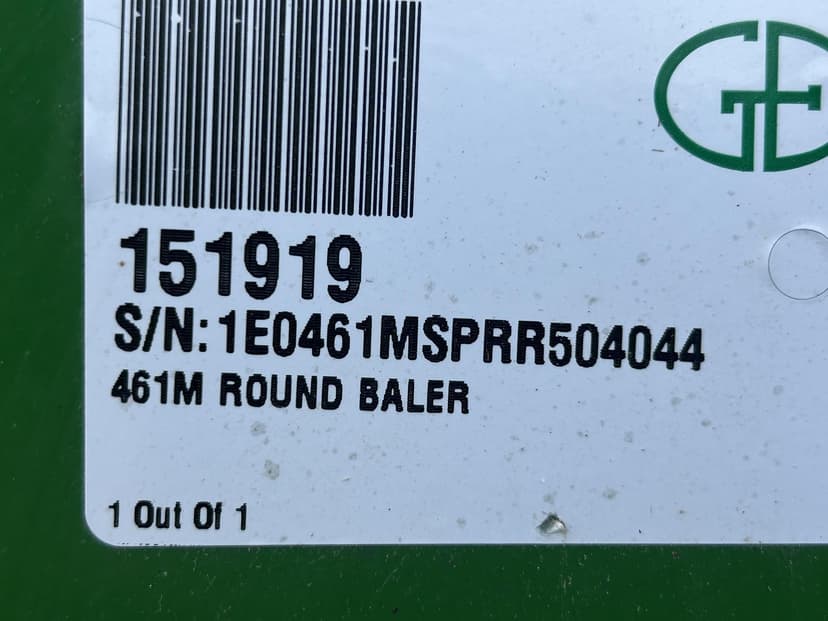 151919
S/N: 1E0461MSPRR504044
461M ROUND BALER
1 Out Of 1